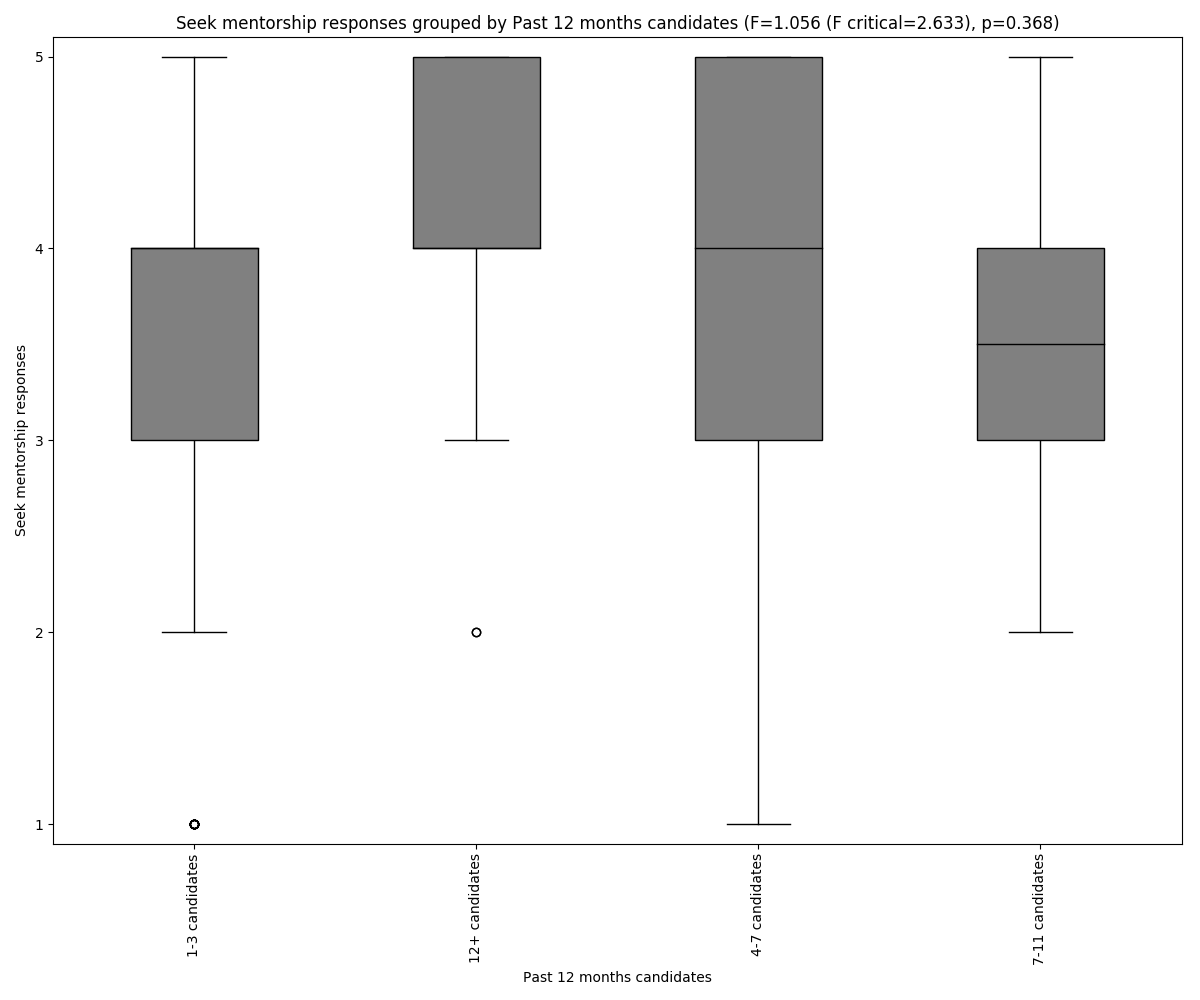 Seek mentorship responses grouped by Past 12 months candidates (F=1.056 (F critical=2.633), p=0.368)
Seek mentorship responses
5
4
3
2
1
1-3 candidates
12+ candidates
4-7 candidates
7-11 candidates
Past 12 months candidates